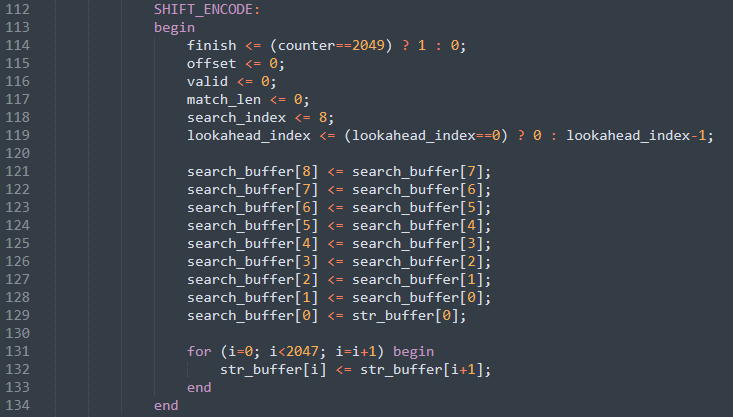 112 SHIFT_ENCODE:
113 begin
114 finish <= (counter==2049) ? 1 : 0;
115 offset <= 0;
116 valid <= 0;
117 match_len <= 0;
118 search_index <= 8;
119 lookahead_index <= (lookahead_index==0) ? 0 : lookahead_index-1;
120
121 search_buffer[8] <= search_buffer[7];
122 search_buffer[7] <= search_buffer[6];
123 search_buffer[6] <= search_buffer[5];
124 search_buffer[5] <= search_buffer[4];
125 search_buffer[4] <= search_buffer[3];
126 search_buffer[3] <= search_buffer[2];
127 search_buffer[2] <= search_buffer[1];
128 search_buffer[1] <= search_buffer[0];
129 search_buffer[0] <= str_buffer[0];
130
131 for (i=0; i<2047; i=i+1) begin
132 str_buffer[i] <= str_buffer[i+1];
133 end
134 end